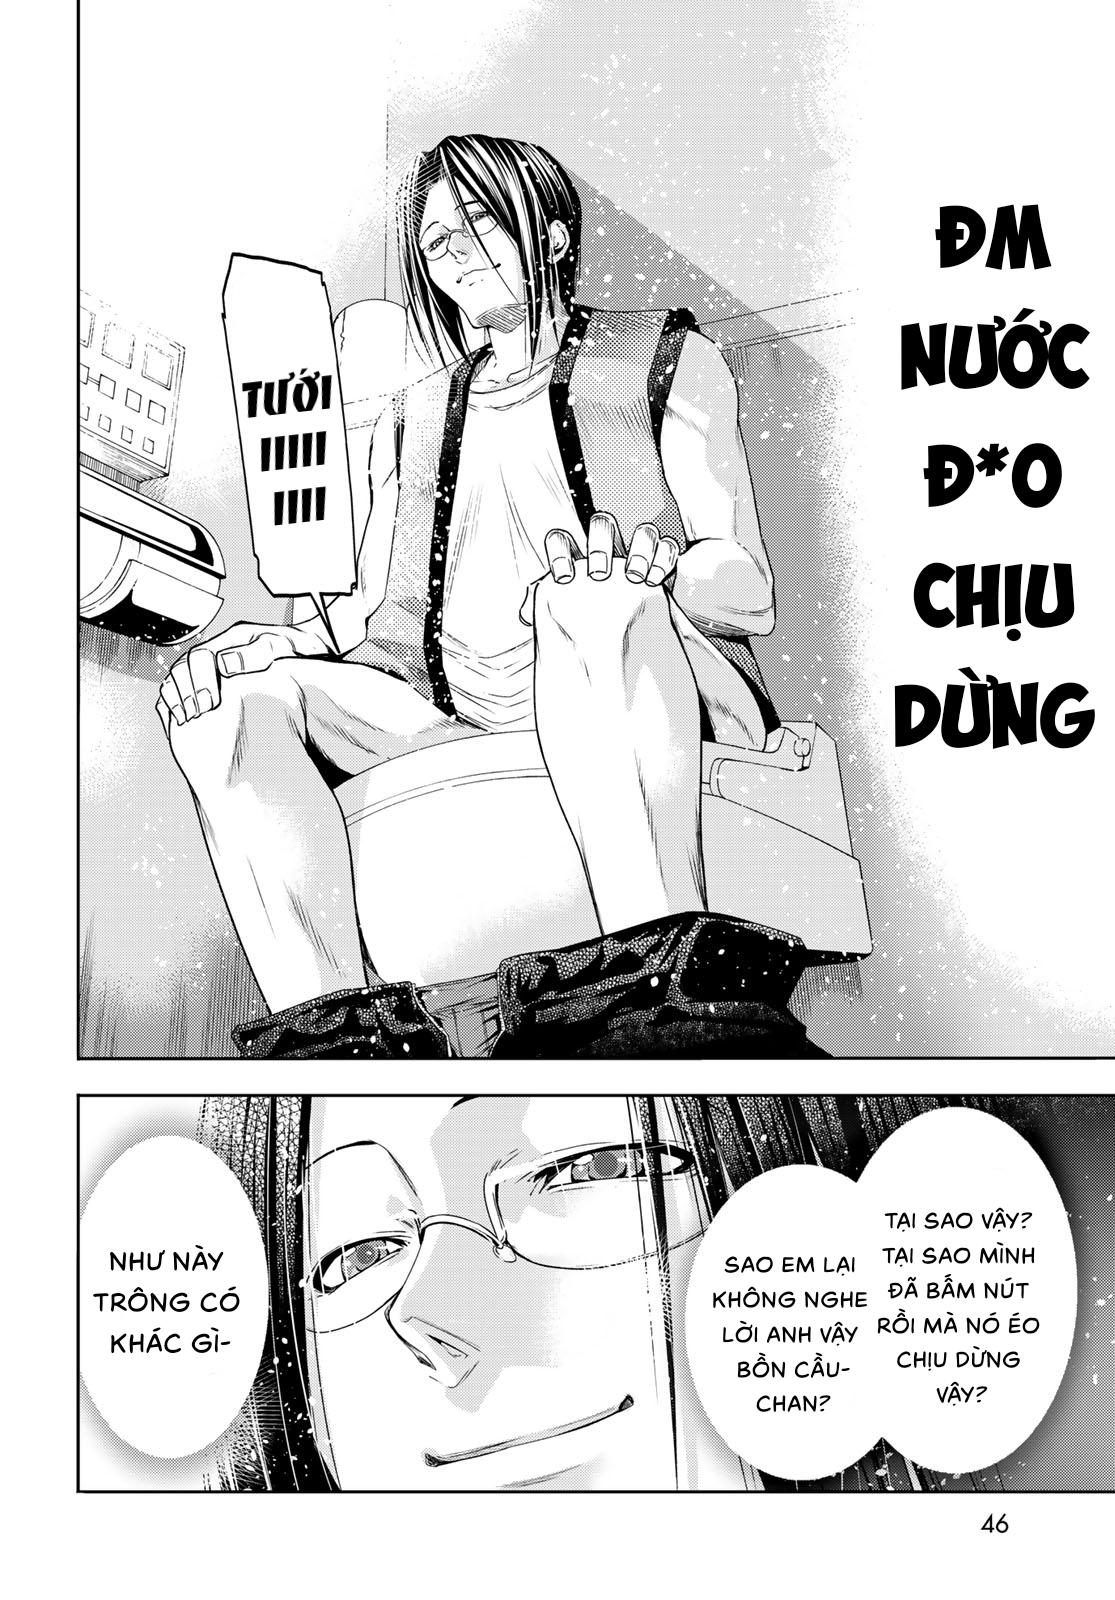 ĐM
NƯỚC
Đ*O
CHỊU
DỪNG
TƯỚI
IIIIII
IIII
TẠI SAO VẬY?
TẠI SAO MÌNH
ĐÃ BẤM NÚT
RỒI MÀ NÓ ÉO
CHỊU DỪNG
VẬY?
SAO EM LẠI
KHÔNG NGHE
LỜI ANH VẬY
BỒN CẦU-
CHAN?
NHƯ NÀY
TRÔNG CÓ
KHÁC GÌ-
46